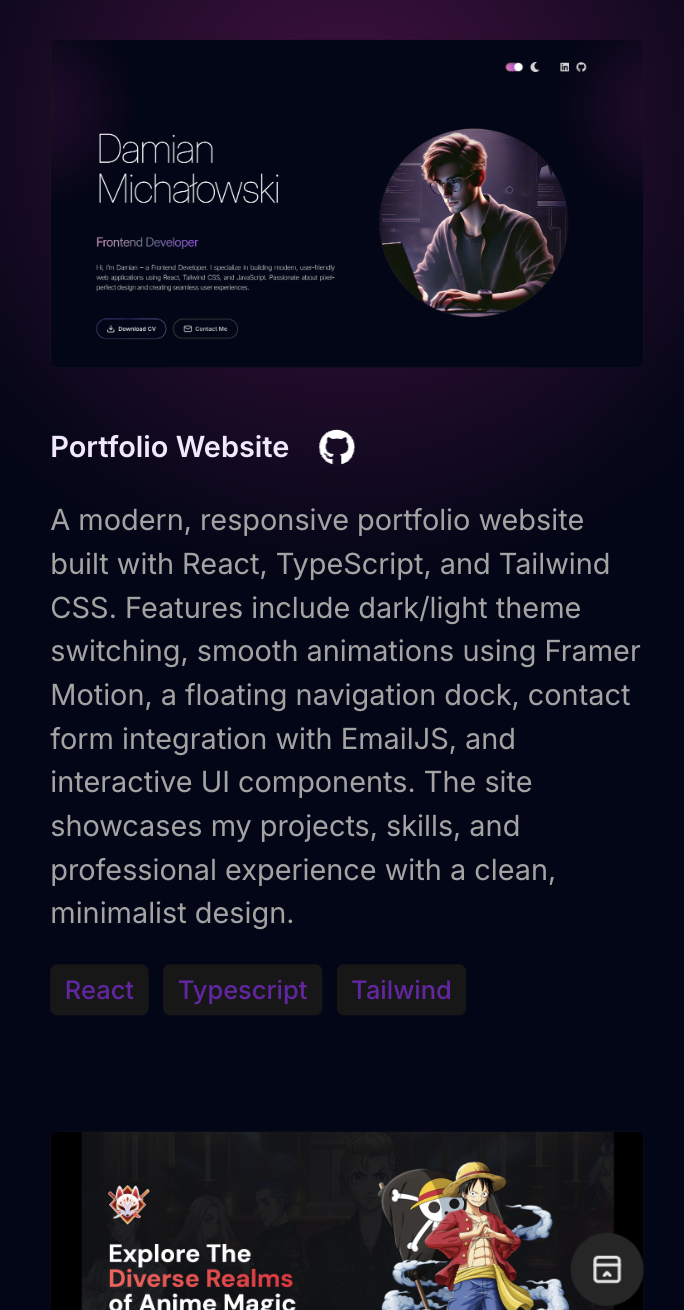 Damian
Michałowski
Frontend Developer
Hi, I'm Damian – a Frontend Developer. I specialize in building modern, user-friendly
web applications using React, Tailwind CSS, and JavaScript. Passionate about pixel-
perfect design and creating seamless user experiences.
Download CV
Contact Me
Portfolio Website
A modern, responsive portfolio website
built with React, TypeScript, and Tailwind
CSS. Features include dark/light theme
switching, smooth animations using Framer
Motion, a floating navigation dock, contact
form integration with EmailJS, and
interactive UI components. The site
showcases my projects, skills, and
professional experience with a clean,
minimalist design.
React Typescript Tailwind
Explore The
Diverse Realms
of Anime Magic